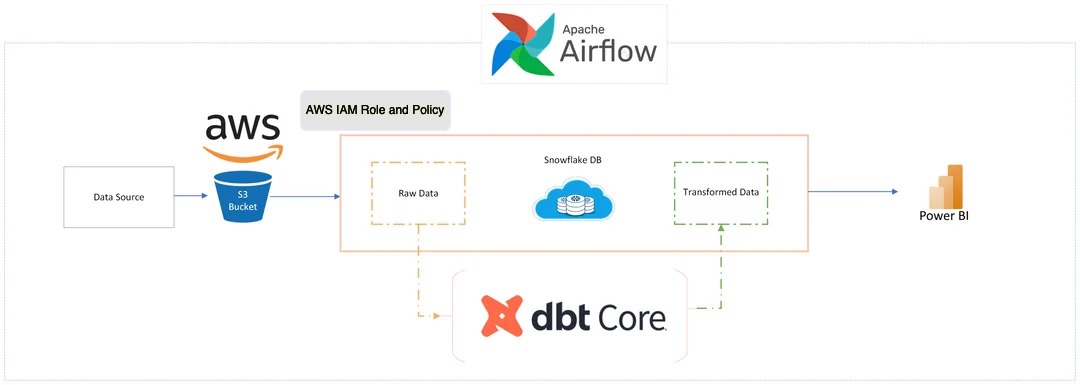 Apache
Airflow
AWS IAM Role and Policy
aws
Snowflake DB
Data Source
S3
Bucket
Raw Data
Transformed Data
Power BI
dbt Core